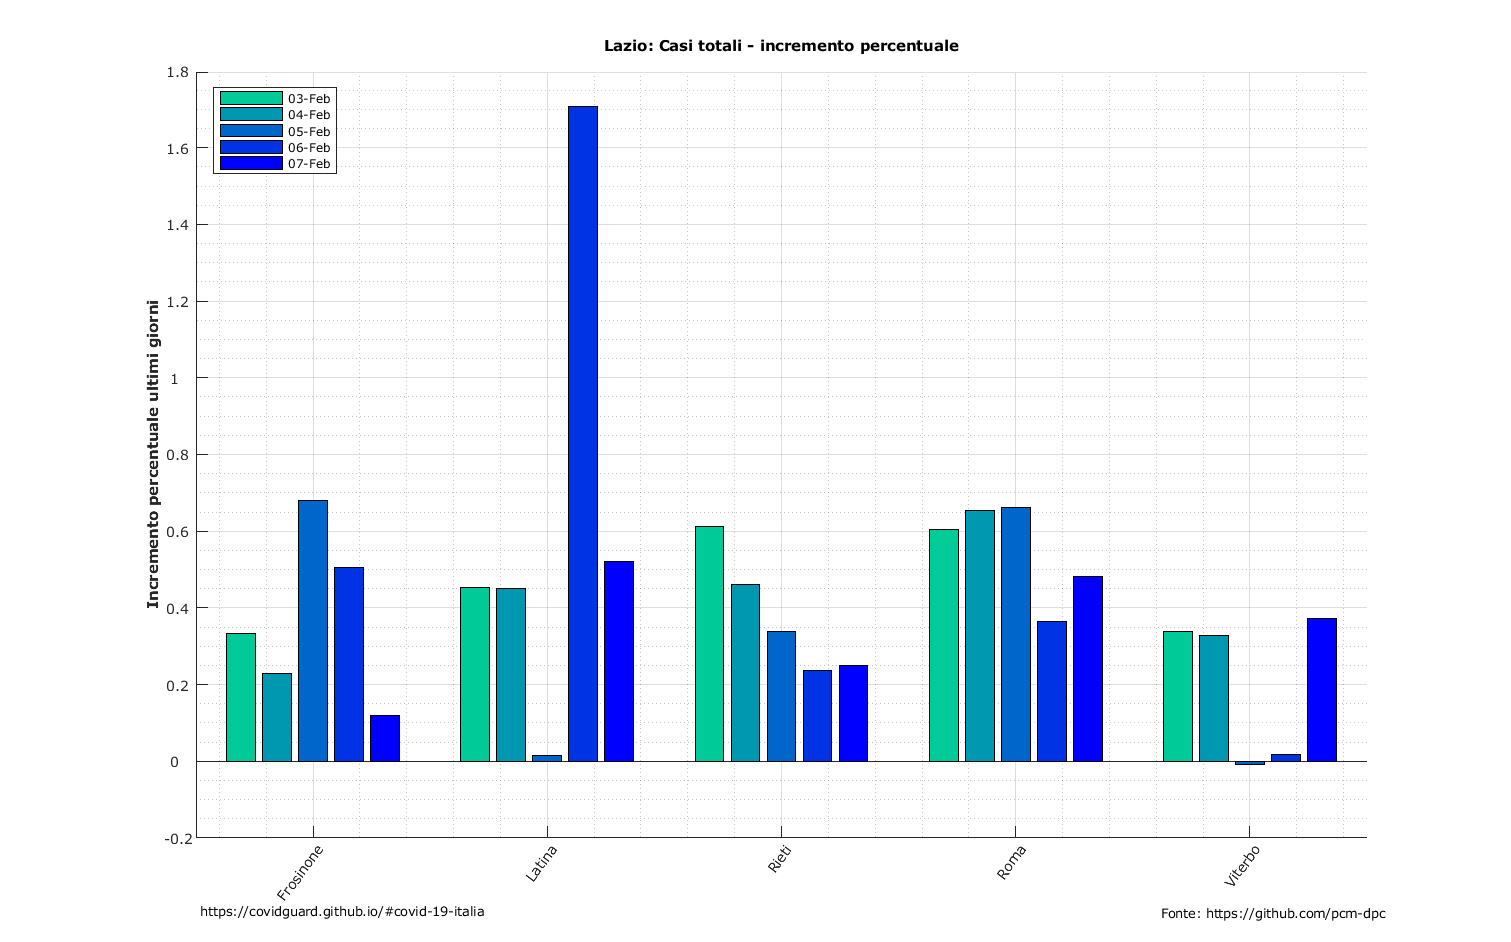 Lazio: Casi totali - incremento percentuale
1.8
1.6
1.4
1.2
1
0.8
0.6
0.4
0.2
0
-0.2
Incremento percentuale ultimi giorni
03-Feb
04-Feb
05-Feb
06-Feb
07-Feb
Frosinone
Latina
Rieti
Roma
Viterbo
https://covidguard.github.io/#covid-19-italia
Fonte: https://github.com/pcm-dpc